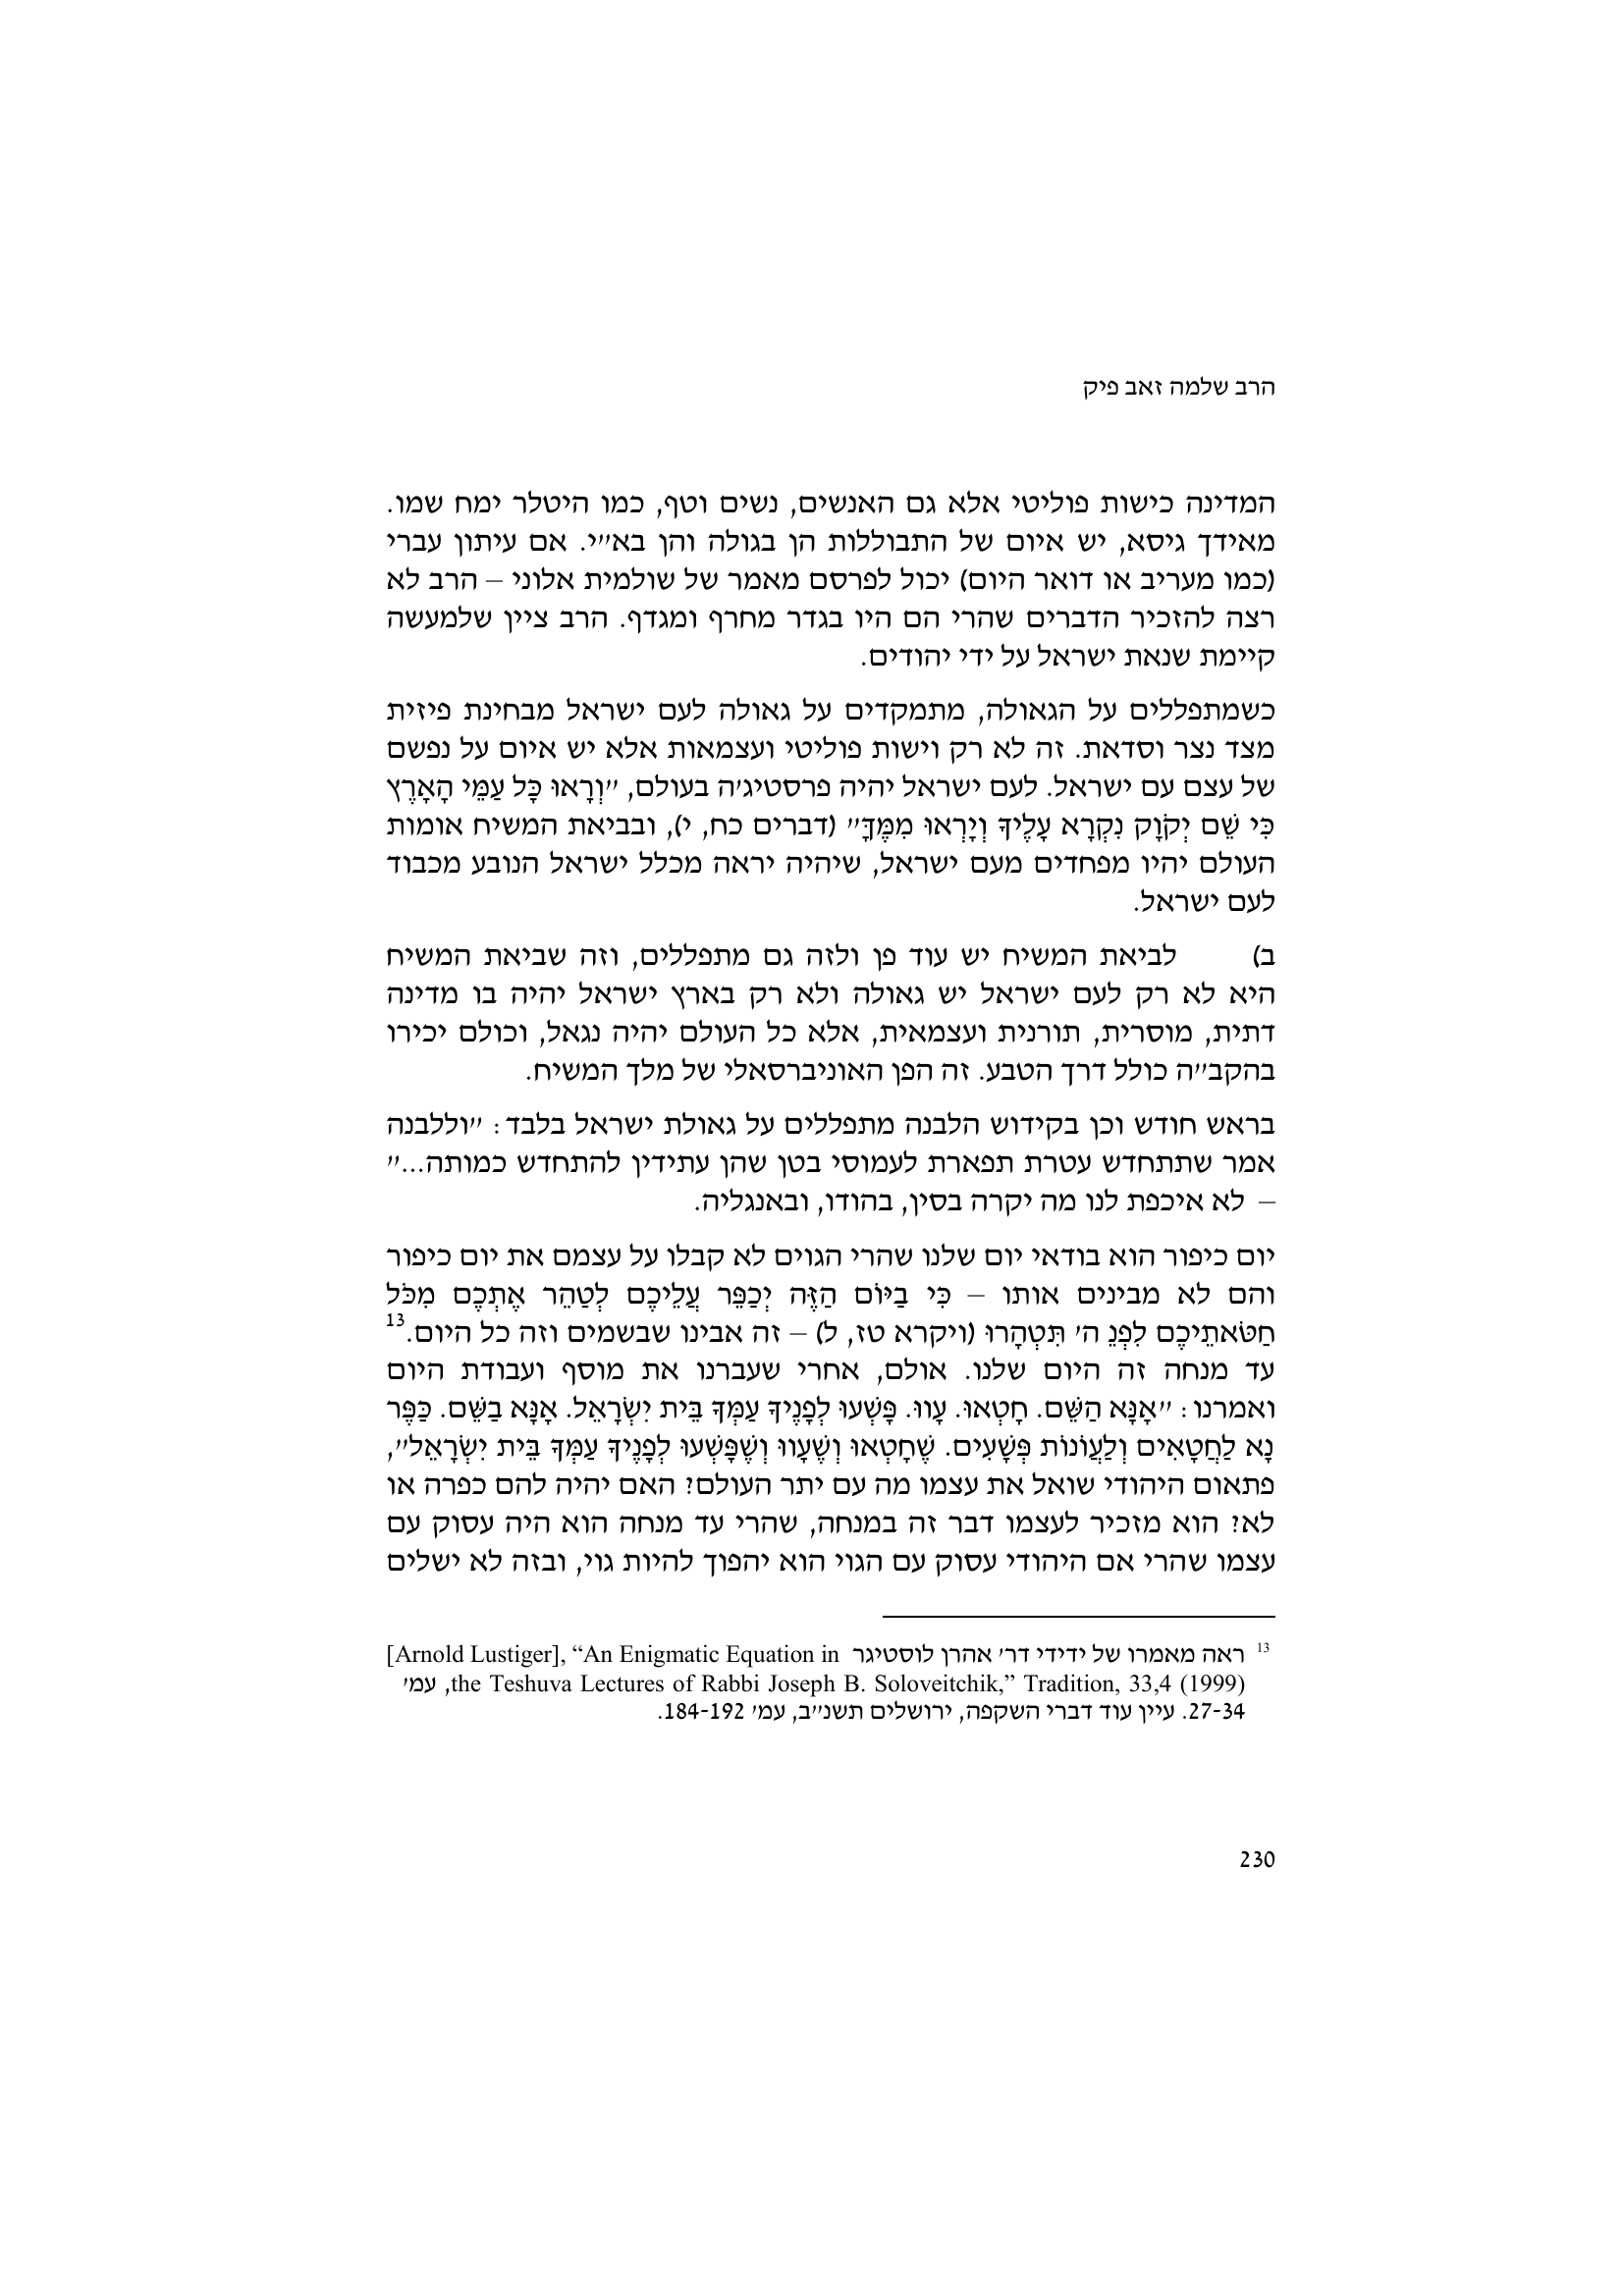 הרב שלמה זאב פיק
המדינה כישות פוליטי אלא גם האנשים, נשים וטף, כמו היטלר ימח שמו.
מאידך גיסא, יש איום של התבוללות הן בגולה והן בא״י. אם עיתון עברי
(כמו מעריב או דואר היום) יכול לפרסם מאמר של שולמית אלוני – הרב לא
רצה להזכיר הדברים שהרי הם היו בגדר מחרף ומגדף. הרב ציין שלמעשה
קיימת שנאת ישראל על ידי יהודים.
כשמתפללים על הגאולה, מתמקדים על גאולה לעם ישראל מבחינת פיזית
מצד נצר וסדאת. זה לא רק וישות פוליטי ועצמאות אלא יש איום על נפשם
של עצם עם ישראל. לעם ישראל יהיה פרסטיג׳ה בעולם, ״וְרָאוּ כָּל עַמֵּי הָאָרֶץ
כִּי שֵׁם יְקֹוָק נִקְרָא עָלֶיךָ וְיָרְאוּ מִמֶּךָּ״ (דברים כח, י), ובביאת המשיח אומות
העולם יהיו מפחדים מעם ישראל, שיהיה יראה מכלל ישראל הנובע מכבוד
לעם ישראל.
ב) לביאת המשיח יש עוד פן ולזה גם מתפללים, וזה שביאת המשיח
היא לא רק לעם ישראל יש גאולה ולא רק בארץ ישראל יהיה בו מדינה
דתית, מוסרית, תורנית ועצמאית, אלא כל העולם יהיה נגאל, וכולם יכירו
בהקב״ה כולל דרך הטבע. זה הפן האוניברסאלי של מלך המשיח.
בראש חודש וכן בקידוש הלבנה מתפללים על גאולת ישראל בלבד: ״וללבנה
אמר שתתחדש עטרת תפארת לעמוסי בטן שהן עתידין להתחדש כמותה...״
– לא איכפת לנו מה יקרה בסין, בהודו, ובאנגליה.
יום כיפור הוא בודאי יום שלנו שהרי הגוים לא קבלו על עצמם את יום כיפור
והם לא מבינים אותו – כִּי בַיּוֹם הַזֶּה יְכַפֵּר עֲלֵיכֶם לְטַהֵר אֶתְכֶם מִכֹּל
חַטֹּאתֵיכֶם לִפְנֵ ה׳ תִּטְהָרוּ (ויקרא טז, ל) – זה אבינו שבשמים וזה כל היום.13
עד מנחה זה היום שלנו. אולם, אחרי שעברנו את מוסף ועבודת היום
ואמרנו: ״אָנָּא הַשֵּׁם. חָטְאוּ. עָווּ. פָּשְׁעוּ לְפָנֶיךָ עַמְּךָ בֵּית יִשְׂרָאֵל. אָנָּא בַשֵּׁם. כַּפֶּר
נָא לַחֲטָאִים וְלַעֲוֹנוֹת פְּשָׁעִים. שֶׁחָטְאוּ וְשֶׁעָווּ וְשֶׁפָּשְׁעוּ לְפָנֶיךָ עַמְּךָ בֵּית יִשְׂרָאֵל״,
פתאום היהודי שואל את עצמו מה עם יתר העולם? האם יהיה להם כפרה או
לא? הוא מזכיר לעצמו דבר זה במנחה, שהרי עד מנחה הוא היה עסוק עם
עצמו שהרי אם היהודי עסוק עם הגוי הוא יהפוך להיות גוי, ובזה לא ישלים
13 ראה מאמרו של ידידי דר׳ אהרן לוסטיגר [Arnold Lustiger], “An Enigmatic Equation in
the Teshuva Lectures of Rabbi Joseph B. Soloveitchik,” Tradition, 33,4 (1999), עמ׳
27-34. עיין עוד דברי השקפה, ירושלים תשנ״ב, עמ׳ 184-192.
230